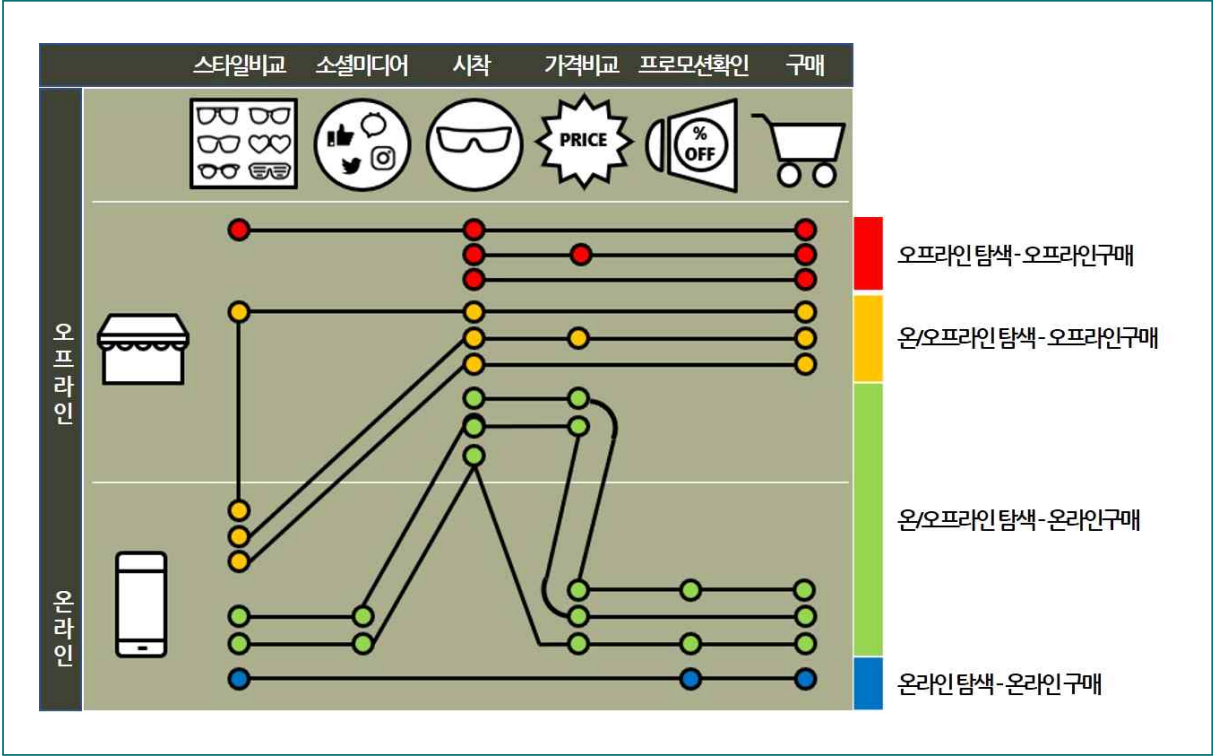 스타일비교 소셜미디어 시착 가격비교 프로모션확인 구매
PRICE
%
OFF
오프라인
온라인
오프라인 탐색 - 오프라인구매
온/오프라인 탐색 - 오프라인구매
온/오프라인 탐색 - 온라인구매
온라인 탐색 - 온라인 구매